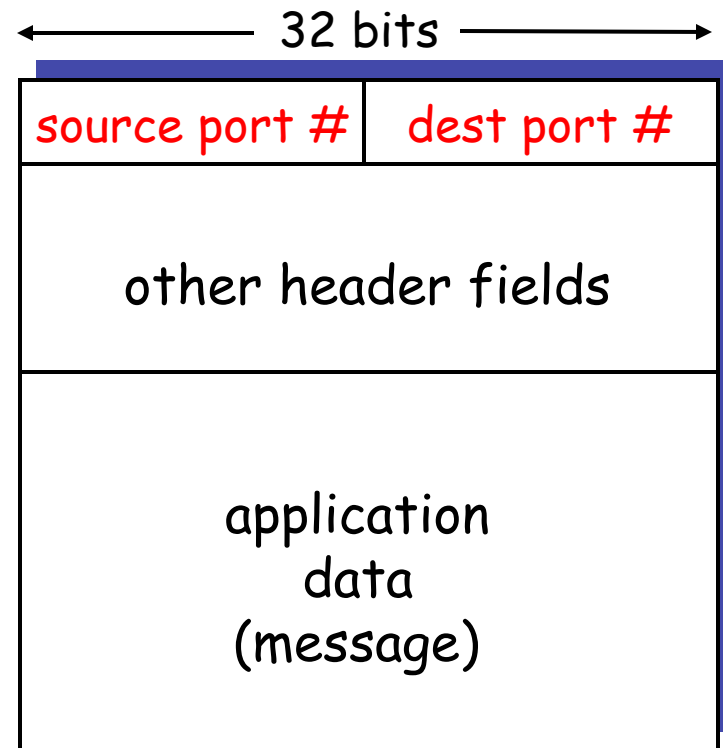 32 bits
source port # dest port #
other header fields
application
data
(message)